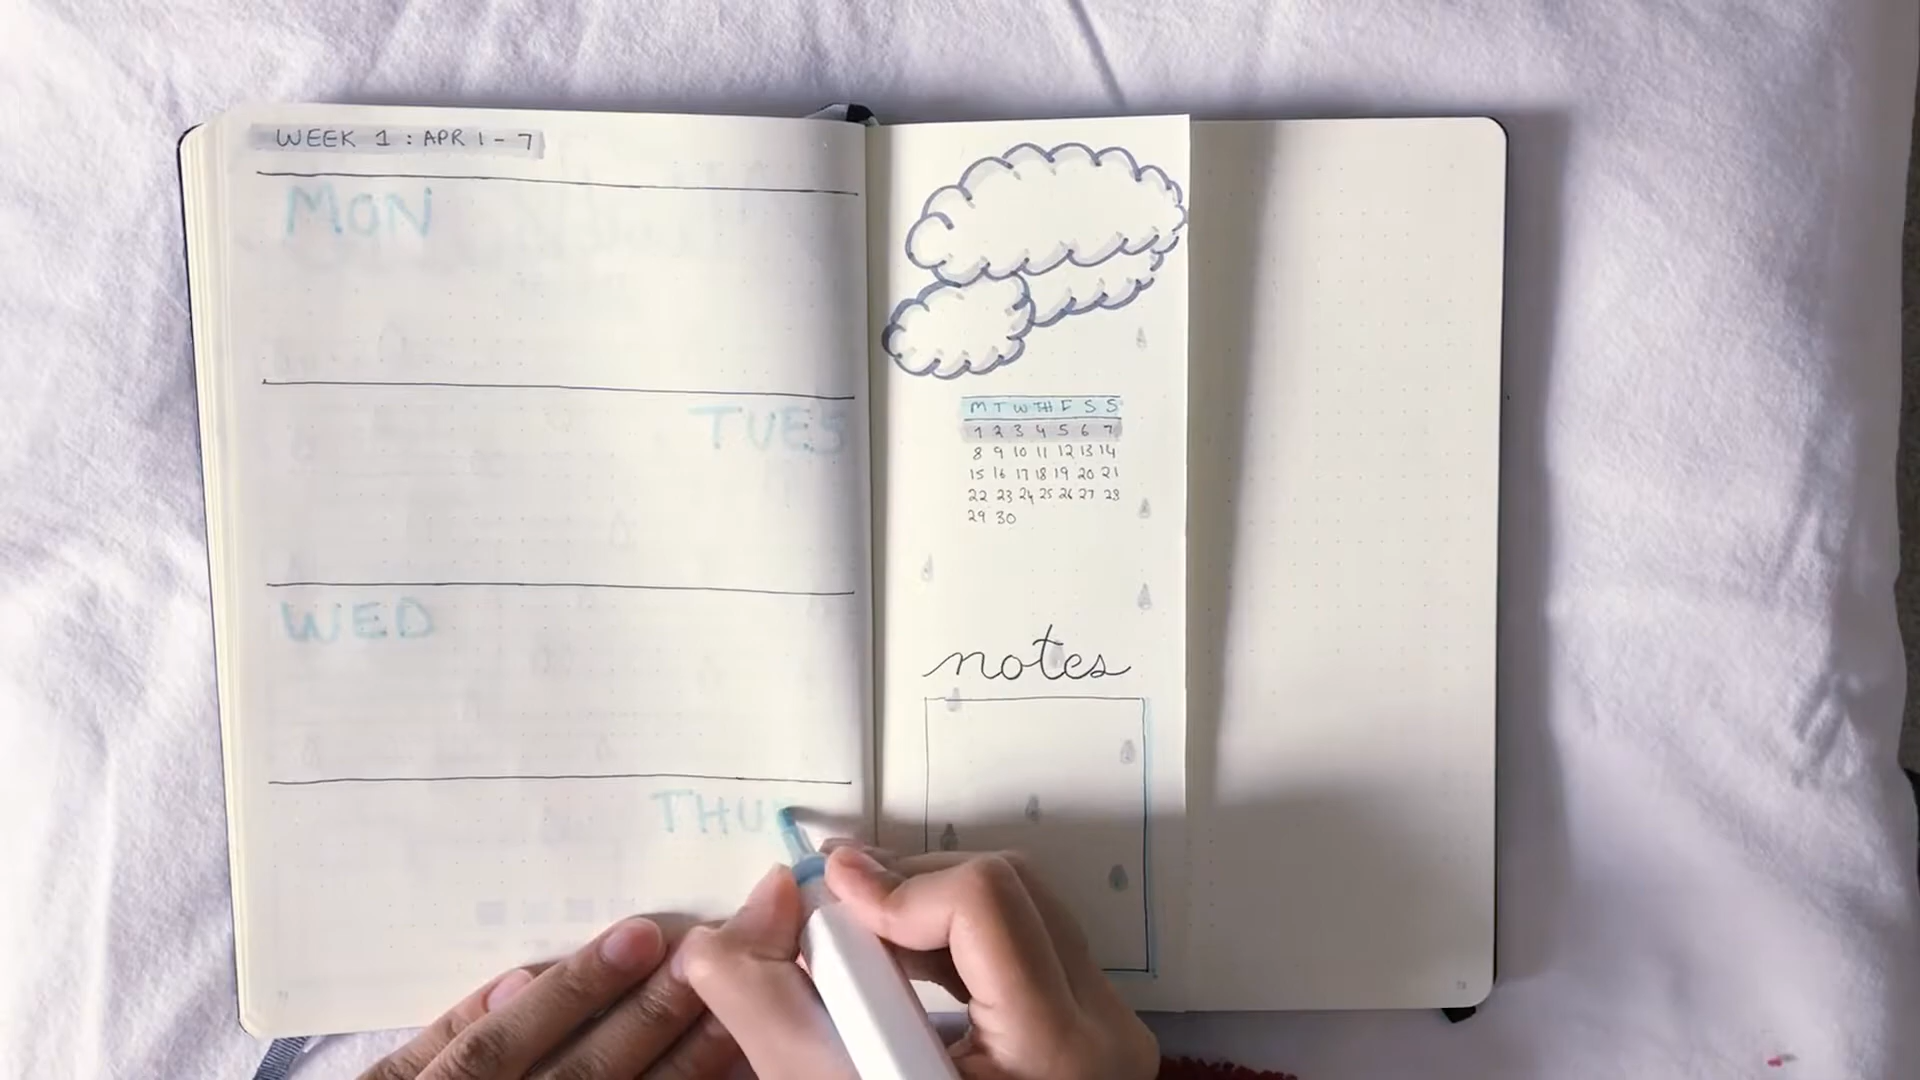 WEEK 1 : APR 1 - 7
MON
TUES
WED
THU
M T W TH F S S
1 2 3 4 5 6 7
8 9 10 11 12 13 14
15 16 17 18 19 20 21
22 23 24 25 26 27 28
29 30
notes